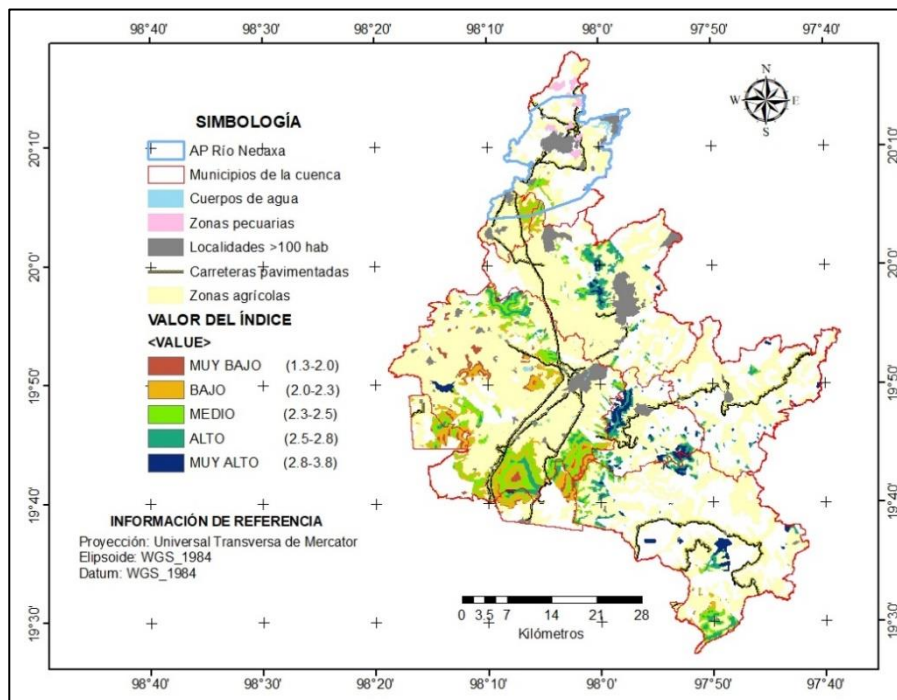 98°40' 98°30' 98°20' 98°10' 98°0' 97°50' 97°40'
N
W E
S
SIMBOLOGÍA
AP Río Necaxa
Municipios de la cuenca
Cuerpos de agua
Zonas pecuarias
Localidades >100 hab
Carreteras pavimentadas
Zonas agrícolas
VALOR DEL ÍNDICE
<VALUE>
MUY BAJO (1.3-2.0)
BAJO (2.0-2.3)
MEDIO (2.3-2.5)
ALTO (2.5-2.8)
MUY ALTO (2.8-3.8)
INFORMACIÓN DE REFERENCIA
Proyección: Universal Transversa de Mercator
Elipsoide: WGS_1984
Datum: WGS_1984
0 3.5 7 14 21 28
Kilómetros
20°10' 20°10'
20°0' 20°0'
19°50' 19°50'
19°40' 19°40'
19°30' 19°30'
98°40' 98°30' 98°20' 98°10' 98°0' 97°50' 97°40'